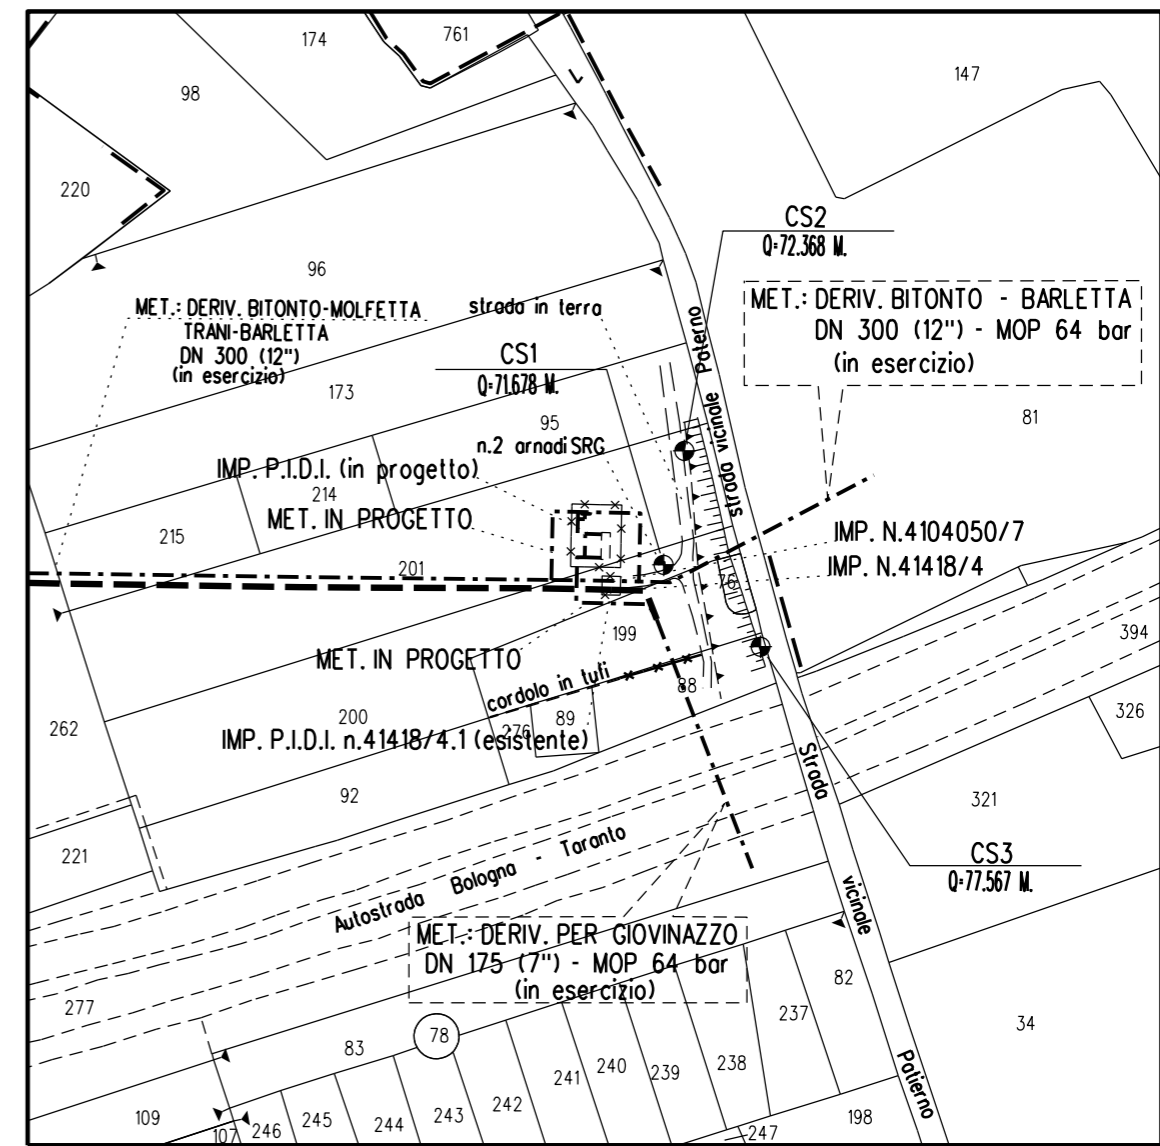 174
761
147
98
220
CS2
Q=72.368 M.
96
MET.: DERIV. BITONTO-MOLFETTA
TRANI-BARLETTA
DN 300 (12")
(in esercizio)
strada in terra
strada vicinale Paterno
MET.: DERIV. BITONTO - BARLETTA
DN 300 (12") - MOP 64 bar
(in esercizio)
CS1
Q=71.678 M.
173
95
81
n.2 armadi SRG
IMP. P.I.D.I. (in progetto)
214
MET. IN PROGETTO
215
201
IMP. N.4104050/7
IMP. N.41418/4
76
199
394
MET. IN PROGETTO
cordolo in tufi
88
262
200
276
89
326
IMP. P.I.D.I. n.41418/4.1 (esistente)
92
Strada
321
221
Autostrada Bologna - Taranto
CS3
Q=77.567 M.
vicinale
MET.: DERIV. PER GIOVINAZZO
DN 175 (7") - MOP 64 bar
(in esercizio)
82
277
237
34
78
83
238
240
239
241
242
Patierno
109
107
246
245
244
243
247
198